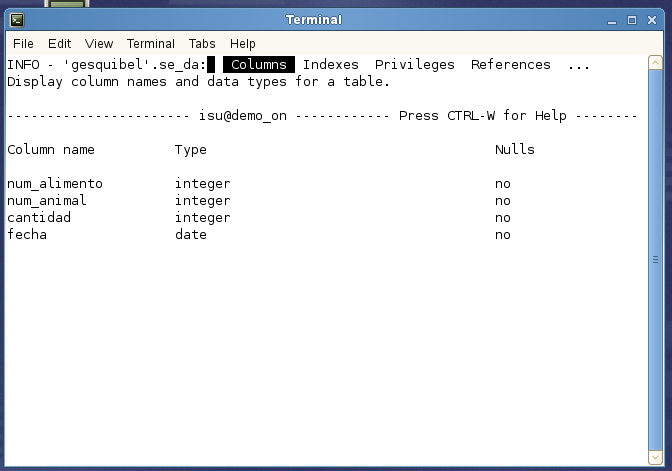 Terminal
File Edit View Terminal Tabs Help
INFO - 'gesquibel'.se_da: Columns Indexes Privileges References ...
Display column names and data types for a table.
----------------------- isu@demo_on ------------ Press CTRL-W for Help --------
Column name Type Nulls
num_alimento integer no
num_animal integer no
cantidad integer no
fecha date no